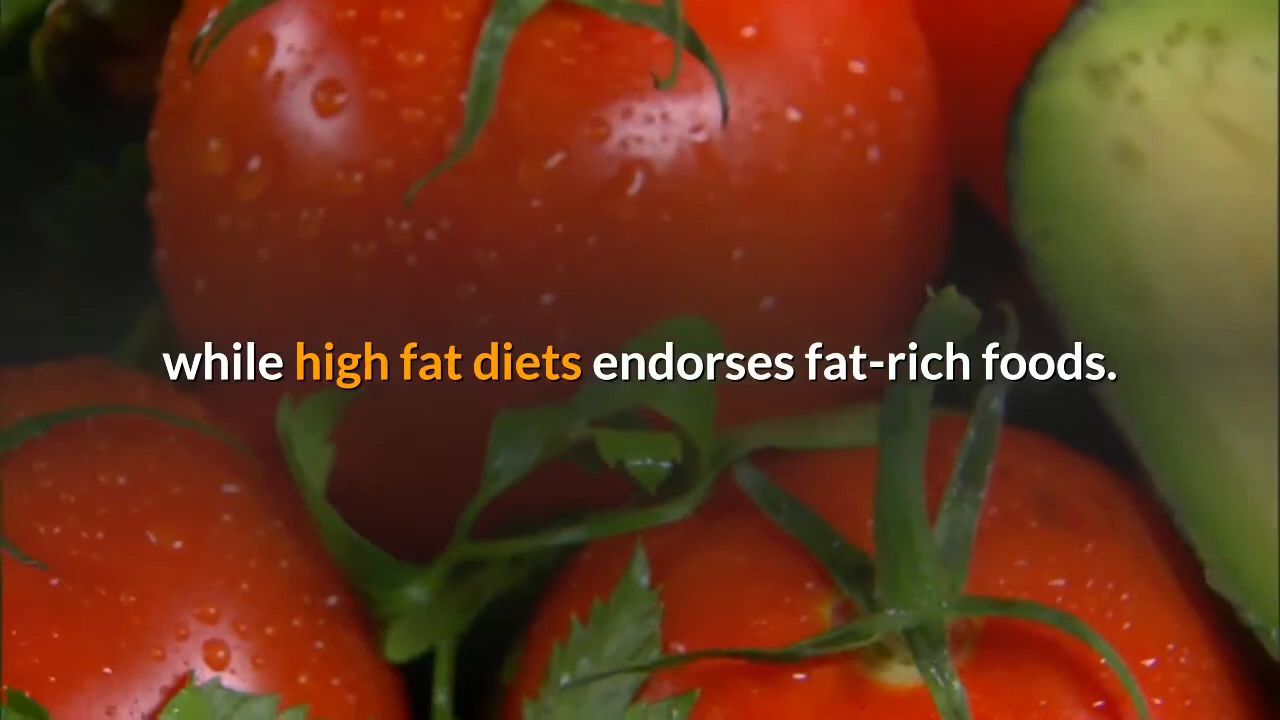 while high fat diets endorses fat-rich foods.